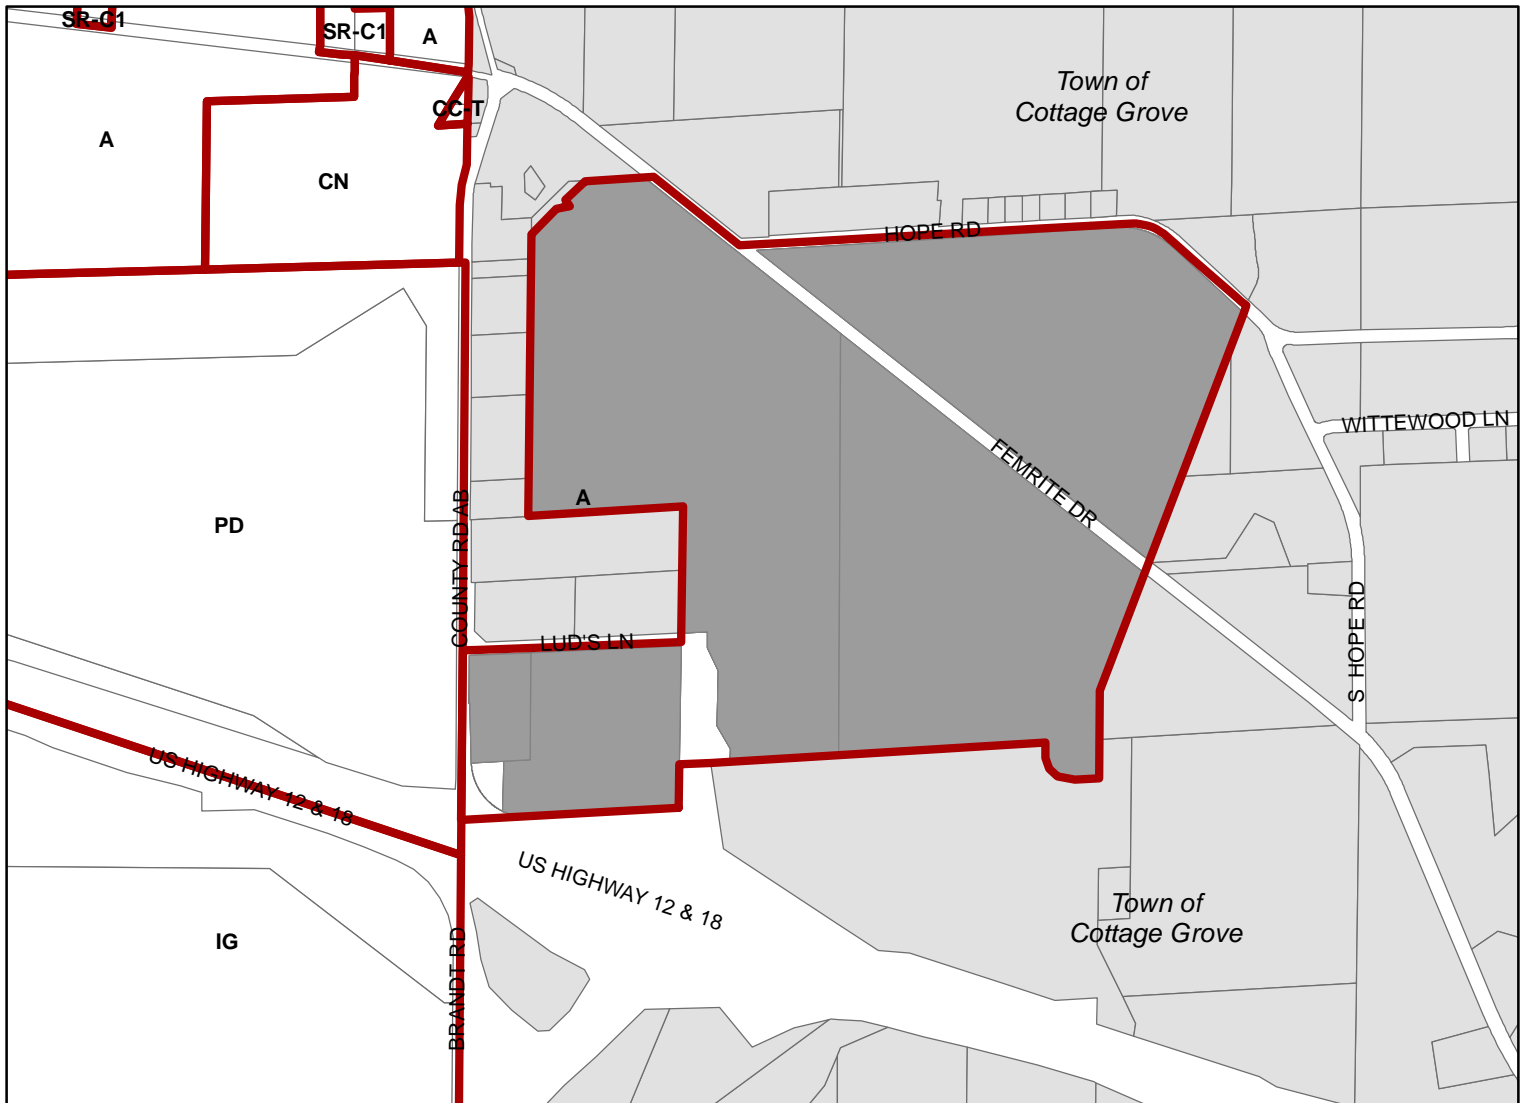 SR-C1
SR-C1
A
Town of
Cottage Grove
CC-T
A
CN
HOPE RD
WITTEWOOD LN
FEMRITE DR
A
PD
COUNTY RD AB
S HOPE RD
LUD'S LN
US HIGHWAY 12 & 18
US HIGHWAY 12 & 18
Town of
Cottage Grove
IG
BRANDT RD